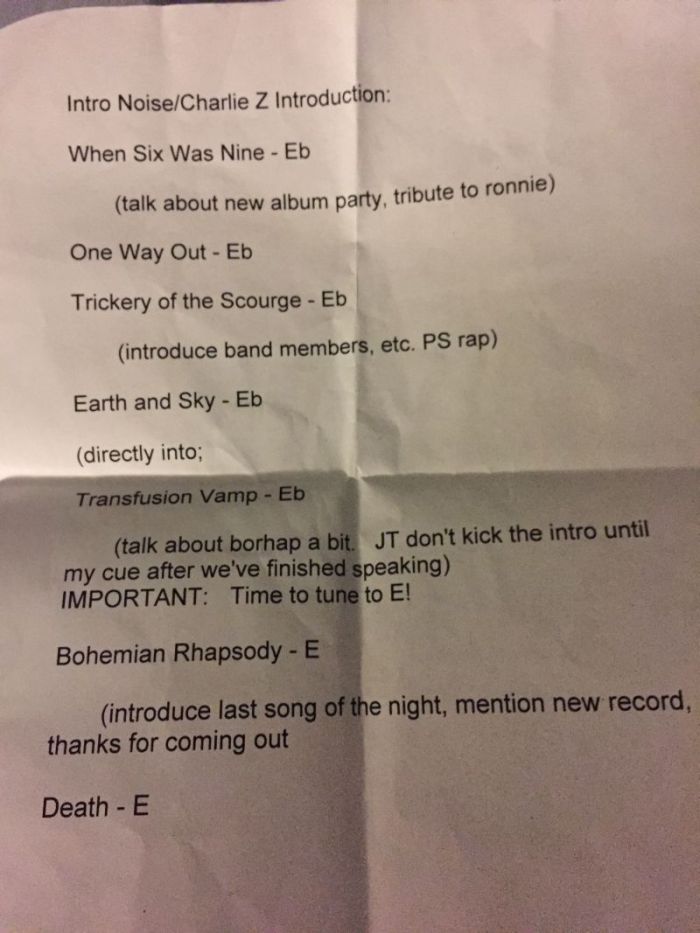 Intro Noise/Charlie Z Introduction:
When Six Was Nine - Eb
(talk about new album party, tribute to ronnie)
One Way Out - Eb
Trickery of the Scourge - Eb
(introduce band members, etc. PS rap)
Earth and Sky - Eb
(directly into;
Transfusion Vamp - Eb
(talk about borhap a bit. JT don't kick the intro until
my cue after we've finished speaking)
IMPORTANT: Time to tune to E!
Bohemian Rhapsody - E
(introduce last song of the night, mention new record,
thanks for coming out
Death - E